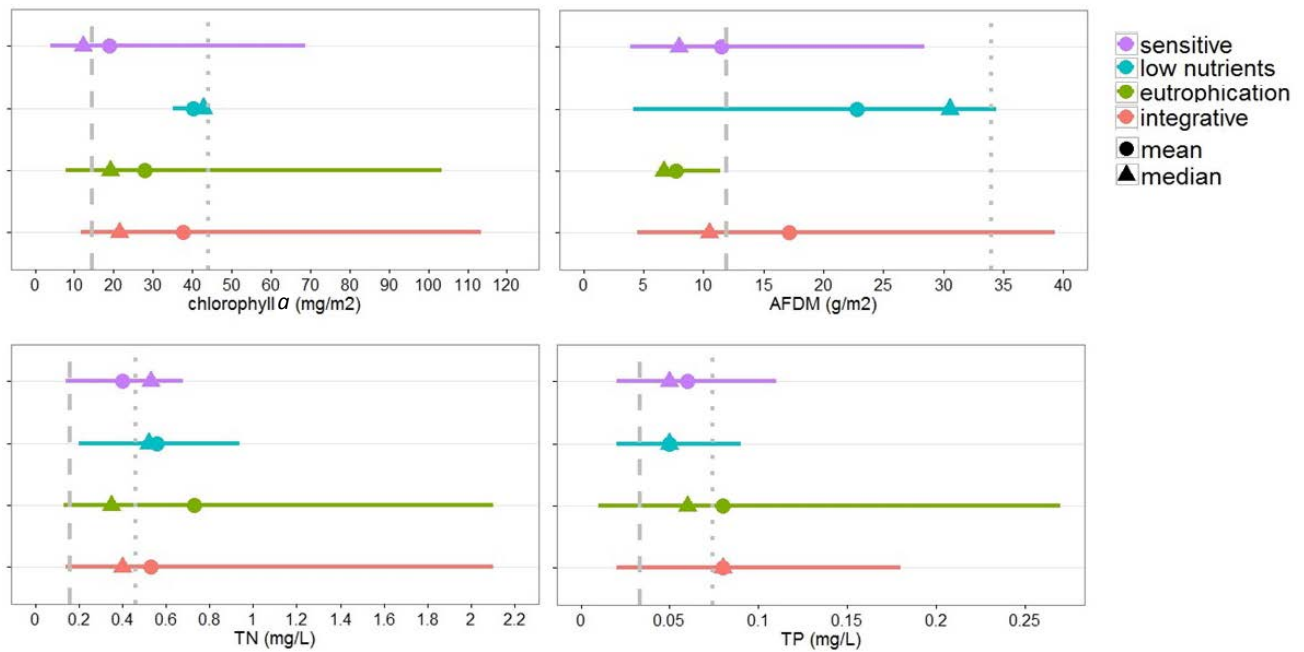 sensitive
low nutrients
eutrophication
integrative
mean
median
0 10 20 30 40 50 60 70 80 90 100 110 120
chlorophyll a (mg/m2)
0 5 10 15 20 25 30 35 40
AFDM (g/m2)
0 0.2 0.4 0.6 0.8 1 1.2 1.4 1.6 1.8 2 2.2
TN (mg/L)
0 0.05 0.1 0.15 0.2 0.25
TP (mg/L)